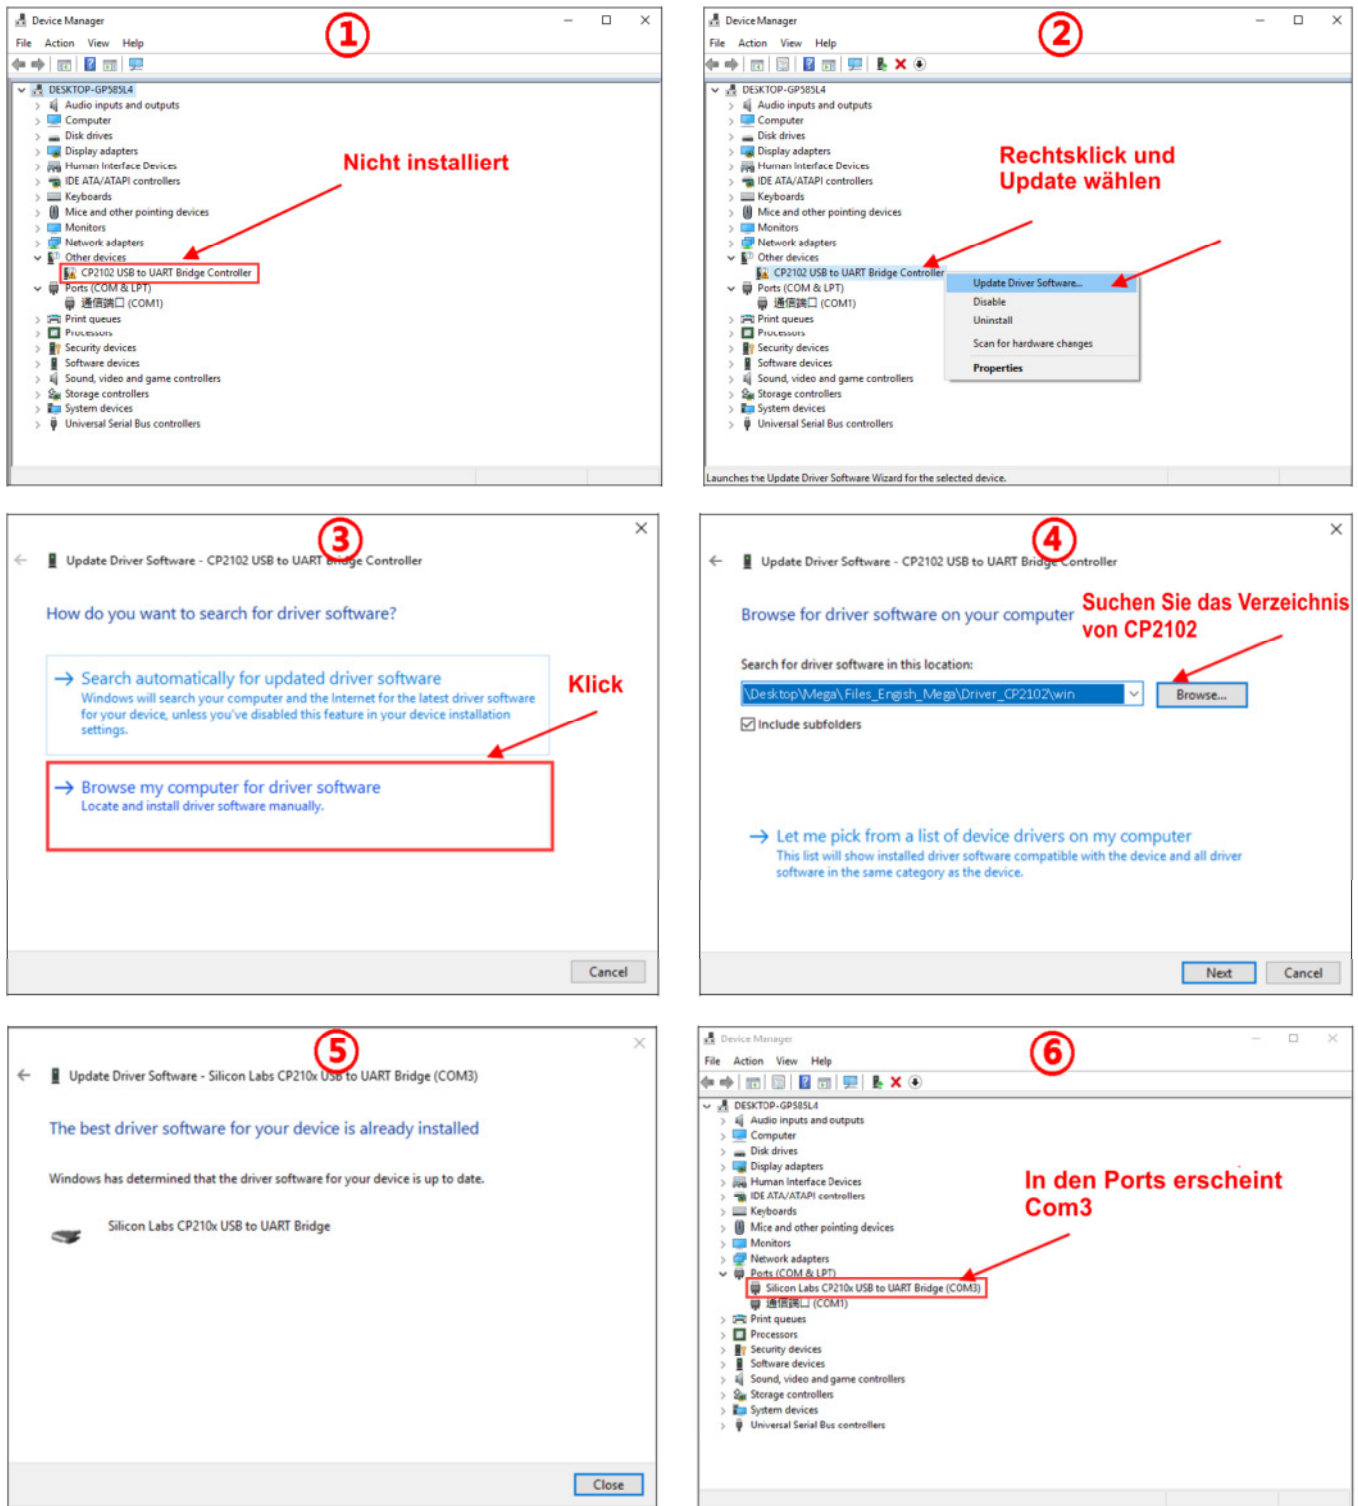 Device Manager
①
File Action View Help
DESKTOP-GP585L4
Audio inputs and outputs
Computer
Disk drives
Display adapters
Nicht installiert
Human Interface Devices
IDE ATA/ATAPI controllers
Keyboards
Mice and other pointing devices
Monitors
Network adapters
Other devices
CP2102 USB to UART Bridge Controller
Ports (COM & LPT)
通信端口 (COM1)
Print queues
Processors
Security devices
Software devices
Sound, video and game controllers
Storage controllers
System devices
Universal Serial Bus controllers
Device Manager
②
File Action View Help
DESKTOP-GP585L4
Audio inputs and outputs
Computer
Disk drives
Display adapters
Rechtsklick und
Update wählen
Human Interface Devices
IDE ATA/ATAPI controllers
Keyboards
Mice and other pointing devices
Monitors
Network adapters
Other devices
CP2102 USB to UART Bridge Controller
Ports (COM & LPT)
通信端口 (COM1)
Print queues
Processors
Security devices
Software devices
Sound, video and game controllers
Storage controllers
System devices
Universal Serial Bus controllers
Update Driver Software...
Disable
Uninstall
Scan for hardware changes
Properties
Launches the Update Driver Software Wizard for the selected device.
③
Update Driver Software - CP2102 USB to UART Bridge Controller
How do you want to search for driver software?
Search automatically for updated driver software
Windows will search your computer and the Internet for the latest driver software
for your device, unless you've disabled this feature in your device installation
settings.
Klick
Browse my computer for driver software
Locate and install driver software manually.
Cancel
④
Update Driver Software - CP2102 USB to UART Bridge Controller
Browse for driver software on your computer
Suchen Sie das Verzeichnis
von CP2102
Search for driver software in this location:
\Desktop\Mega\Files_Engish_Mega\Driver_CP2102\win
Browse...
Include subfolders
Let me pick from a list of device drivers on my computer
This list will show installed driver software compatible with the device and all driver
software in the same category as the device.
Next Cancel
⑤
Update Driver Software - Silicon Labs CP210x USB to UART Bridge (COM3)
The best driver software for your device is already installed
Windows has determined that the driver software for your device is up to date.
Silicon Labs CP210x USB to UART Bridge
Close
Device Manager
⑥
File Action View Help
DESKTOP-GP585L4
Audio inputs and outputs
Computer
Disk drives
Display adapters
Human Interface Devices
IDE ATA/ATAPI controllers
Keyboards
Mice and other pointing devices
Monitors
Network adapters
In den Ports erscheint
Com3
Ports (COM & LPT)
Silicon Labs CP210x USB to UART Bridge (COM3)
通信端口 (COM1)
Print queues
Processors
Security devices
Software devices
Sound, video and game controllers
Storage controllers
System devices
Universal Serial Bus controllers